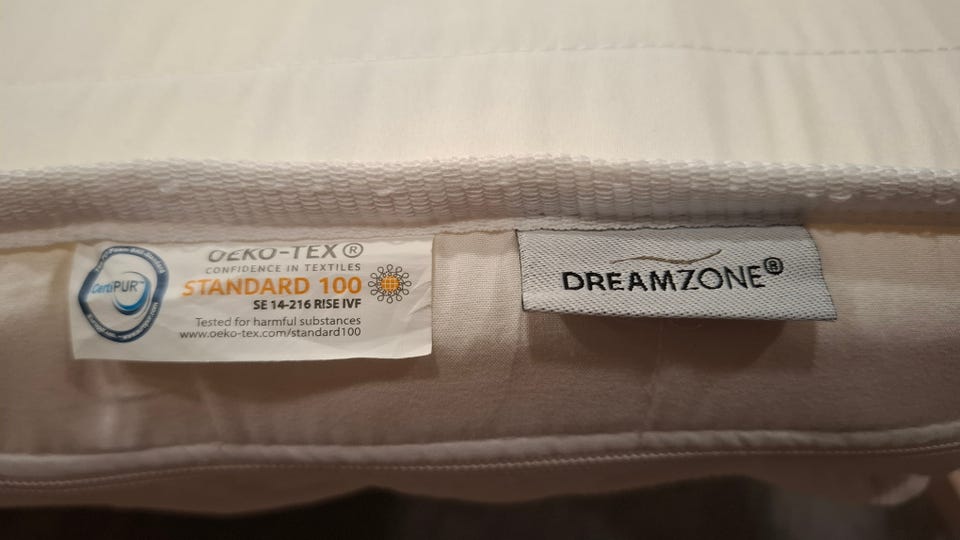 CertiPUR™
OEKO-TEX®
CONFIDENCE IN TEXTILES
STANDARD 100
SE 14-216 RISE IVF
Tested for harmful substances
www.oeko-tex.com/standard100
DREAMZONE®